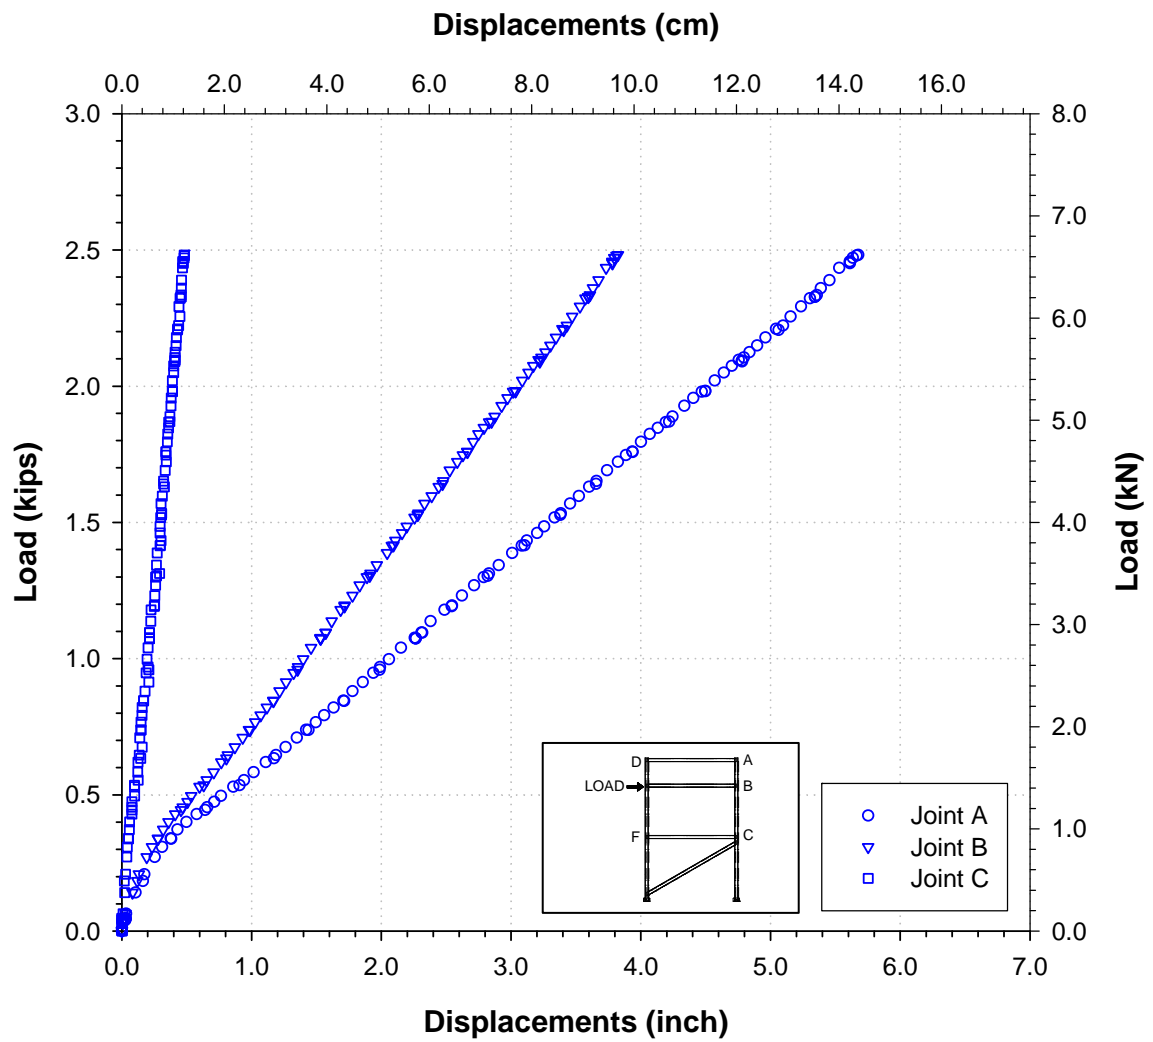 Displacements (cm)
0.0 2.0 4.0 6.0 8.0 10.0 12.0 14.0 16.0
3.0
2.5
2.0
1.5
1.0
0.5
0.0
Load (kips)
8.0
7.0
6.0
5.0
4.0
3.0
2.0
1.0
0.0
Load (kN)
D A
LOAD B
F C
Joint A
Joint B
Joint C
0.0 1.0 2.0 3.0 4.0 5.0 6.0 7.0
Displacements (inch)